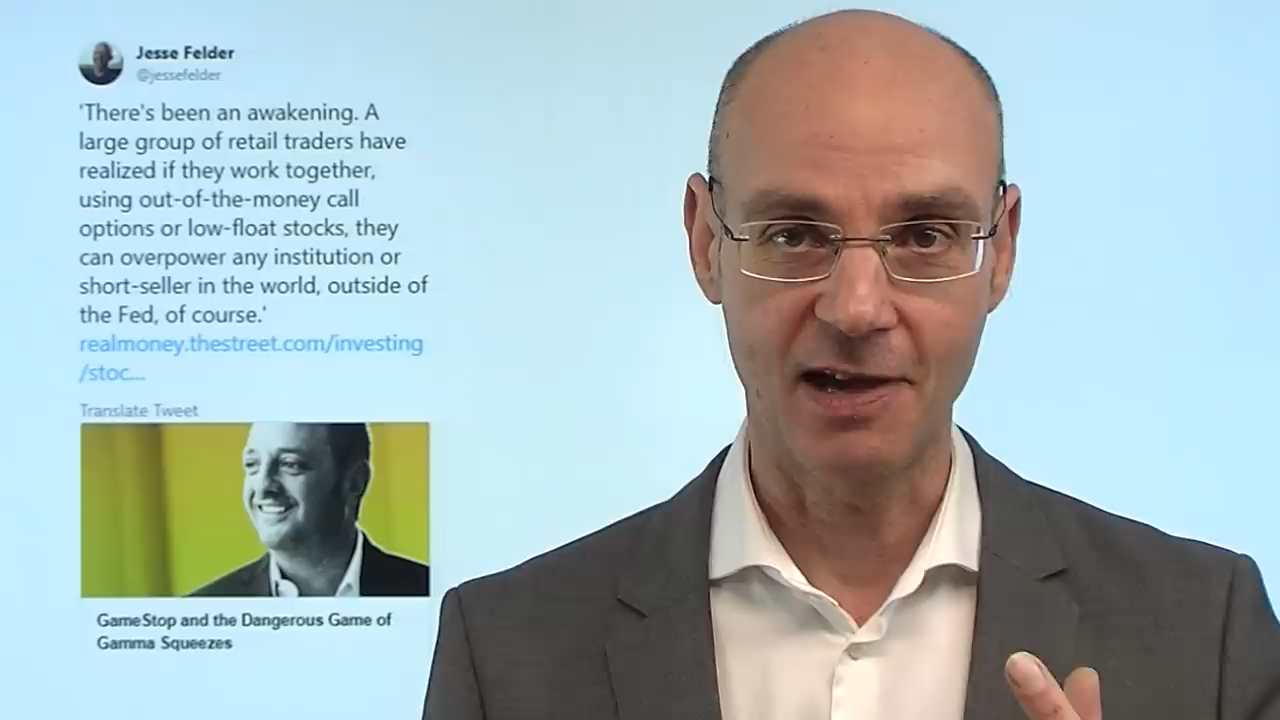 Jesse Felder
@jessefelder
'There's been an awakening. A
large group of retail traders have
realized if they work together,
using out-of-the-money call
options or low-float stocks, they
can overpower any institution or
short-seller in the world, outside of
the Fed, of course.'
realmoney.thestreet.com/investing
/stoc...
Translate Tweet
GameStop and the Dangerous Game of
Gamma Squeezes